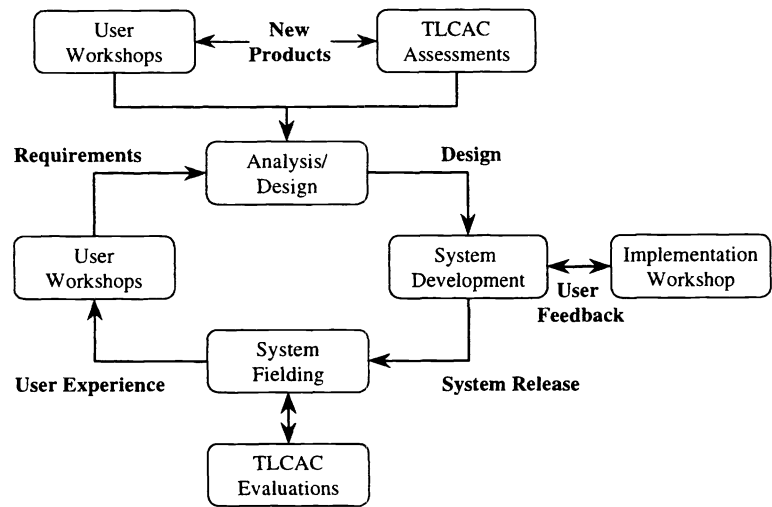 User
Workshops
New
Products
TLCAC
Assessments
Requirements
Analysis/
Design
Design
User
Workshops
System
Development
Implementation
Workshop
User
Feedback
System
Fielding
User Experience
System Release
TLCAC
Evaluations